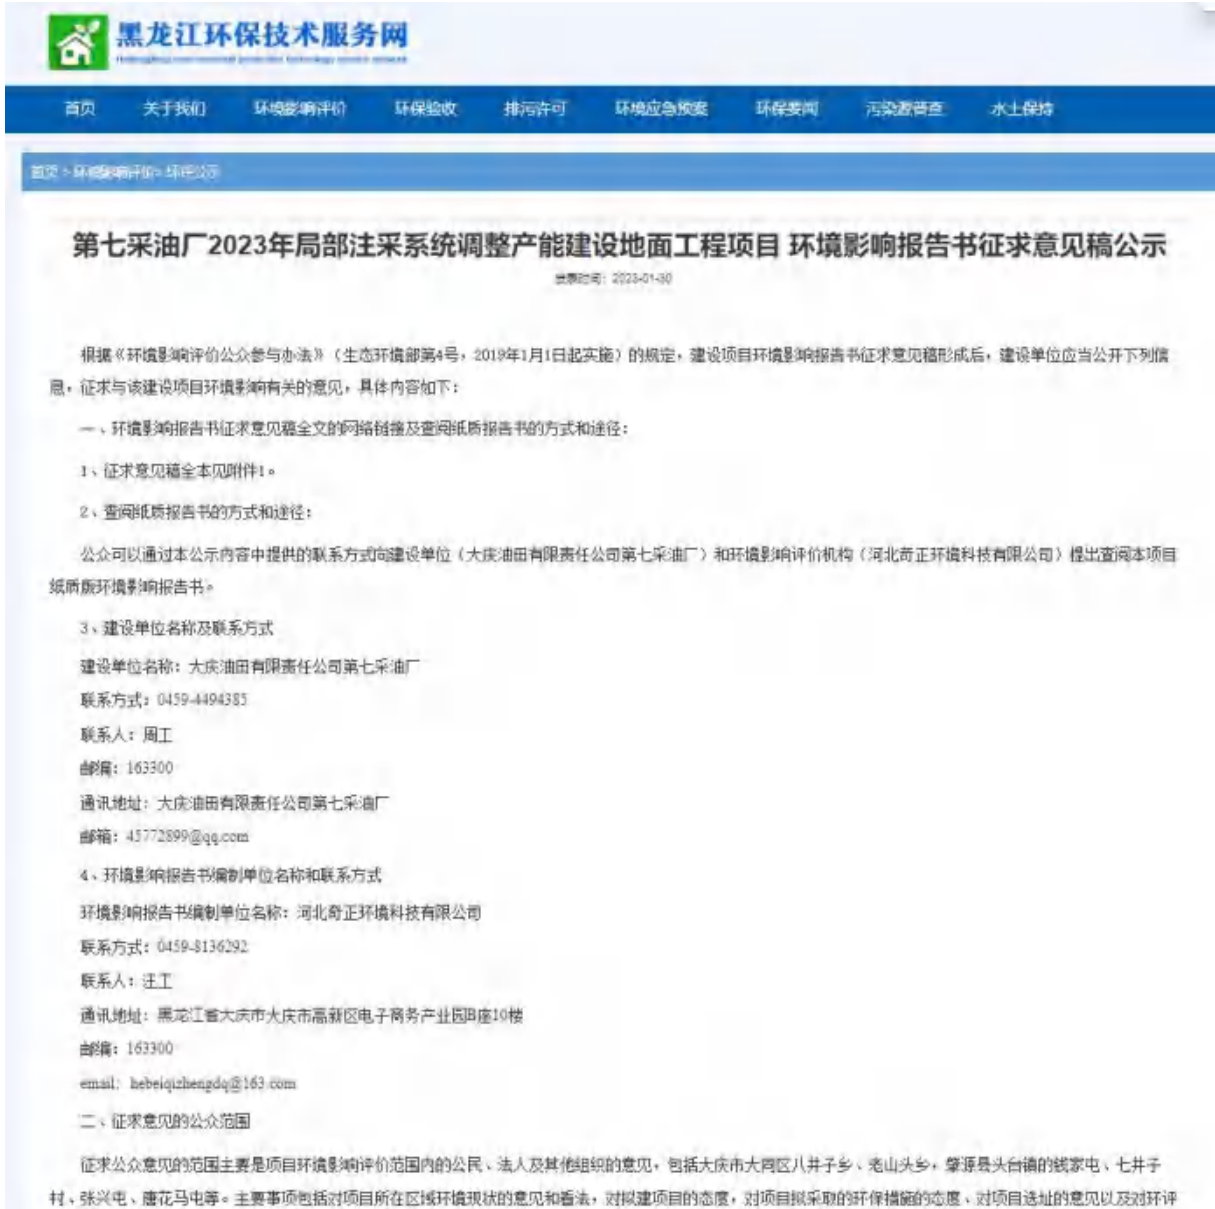 黑龙江环保技术服务网
首页 关于我们 环境影响评价 环保验收 排污许可 环境应急预案 环保要闻 污染源普查 水土保持
首页 > 环境影响评价 > 环评公示
第七采油厂2023年局部注采系统调整产能建设地面工程项目 环境影响报告书征求意见稿公示
登录时间：2023-01-30
根据《环境影响评价公众参与办法》（生态环境部第4号，2019年1月1日起实施）的规定，建设项目环境影响报告书征求意见稿形成后，建设单位应当公开下列信
息，征求与该建设项目环境影响有关的意见，具体内容如下：
一、环境影响报告书征求意见稿全文的网络链接及查阅纸质报告书的方式和途径：
1、征求意见稿全本见附件1。
2、查阅纸质报告书的方式和途径：
公众可以通过本公示内容中提供的联系方式向建设单位（大庆油田有限责任公司第七采油厂）和环境影响评价机构（河北奇正环境科技有限公司）提出查阅本项目
纸质版环境影响报告书。
3、建设单位名称及联系方式
建设单位名称：大庆油田有限责任公司第七采油厂
联系方式：0459-4494385
联系人：周工
邮编：163300
通讯地址：大庆油田有限责任公司第七采油厂
邮箱：45772899@qq.com
4、环境影响报告书编制单位名称和联系方式
环境影响报告书编制单位名称：河北奇正环境科技有限公司
联系方式：0459-8136292
联系人：汪工
通讯地址：黑龙江省大庆市大庆市高新区电子商务产业园B座10楼
邮编：163300
email：hebeiqizhengdq@163.com
二、征求意见的公众范围
征求公众意见的范围主要是项目环境影响评价范围内的公民、法人及其他组织的意见，包括大庆市大同区八井子乡、老山头乡，肇源县头台镇的钱家屯、七井子
村、张兴屯、唐花马屯等。主要事项包括对项目所在区域环境现状的意见和看法，对拟建项目的态度，对项目拟采取的环保措施的态度、对项目选址的意见以及对环评